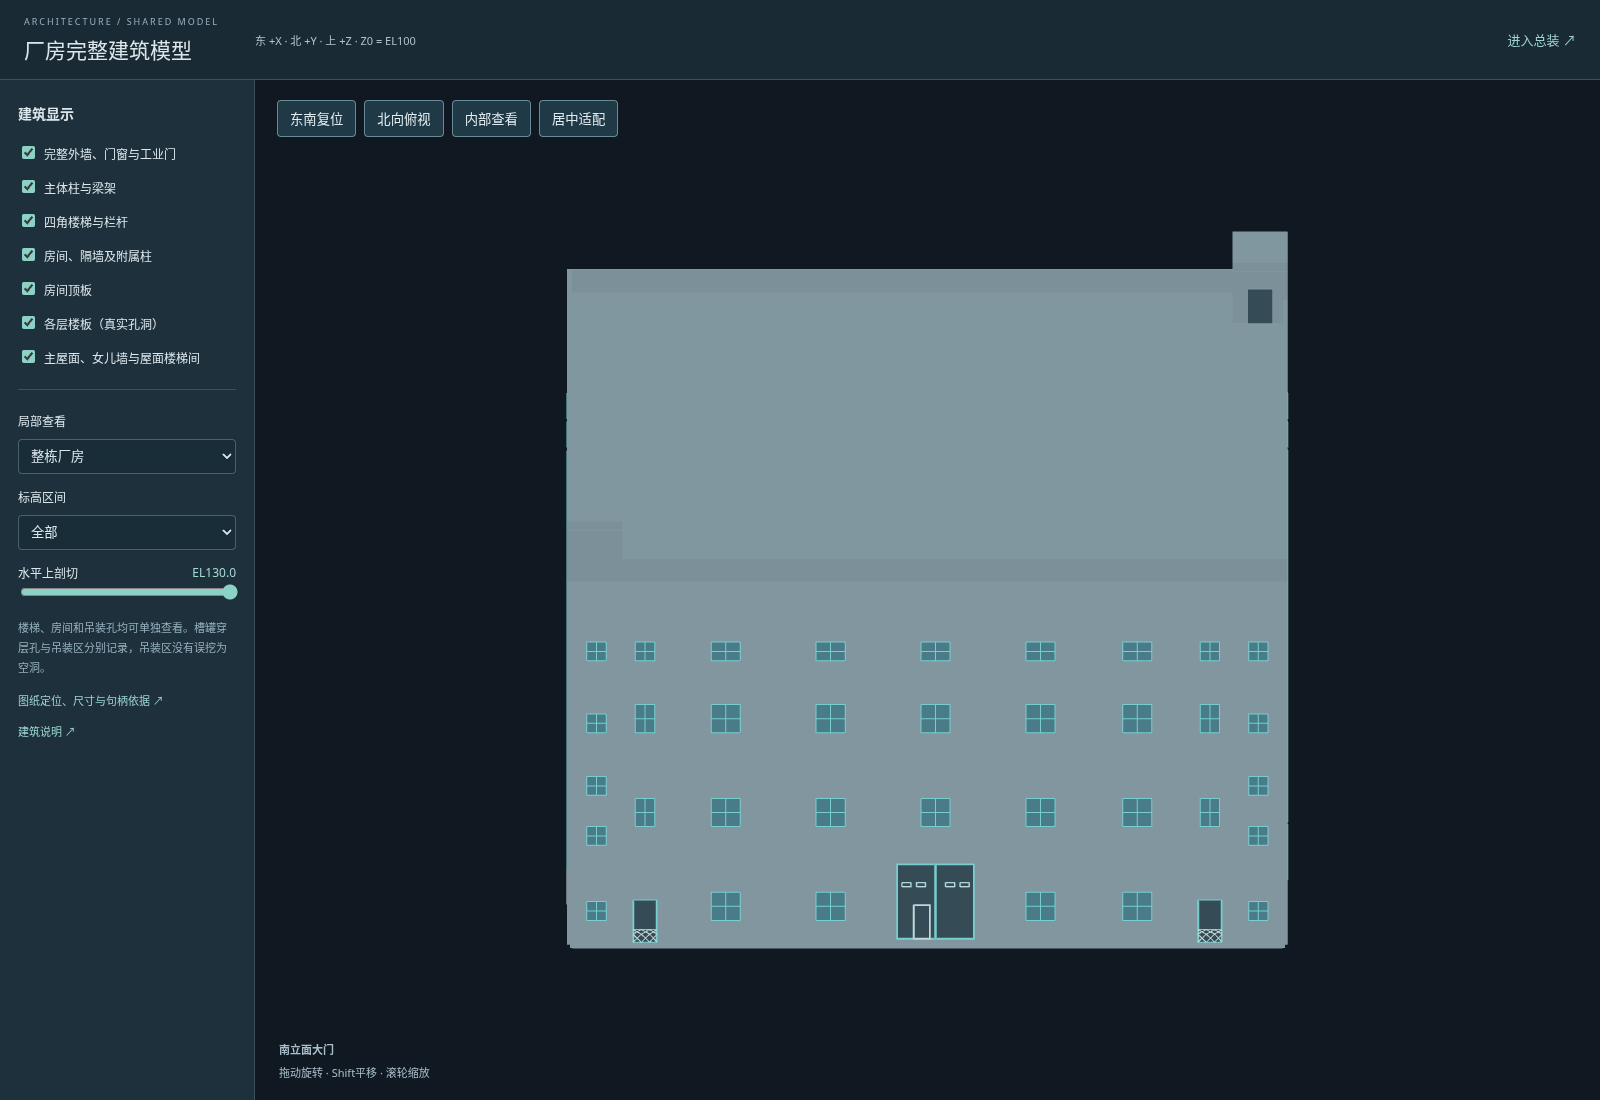 ARCHITECTURE / SHARED MODEL
厂房完整建筑模型
东 +X · 北 +Y · 上 +Z · Z0 = EL100
进入总装 ↗
建筑显示
完整外墙、门窗与工业门
主体柱与梁架
四角楼梯与栏杆
房间、隔墙及附属柱
房间顶板
各层楼板（真实孔洞）
主屋面、女儿墙与屋面楼梯间
局部查看
整栋厂房
标高区间
全部
水平上剖切 EL130.0
楼梯、房间和吊装孔均可单独查看。槽罐穿
层孔与吊装区分别记录，吊装区没有误挖为
空洞。
图纸定位、尺寸与句柄依据 ↗
建筑说明 ↗
东南复位 北向俯视 内部查看 居中适配
南立面大门
拖动旋转 · Shift平移 · 滚轮缩放